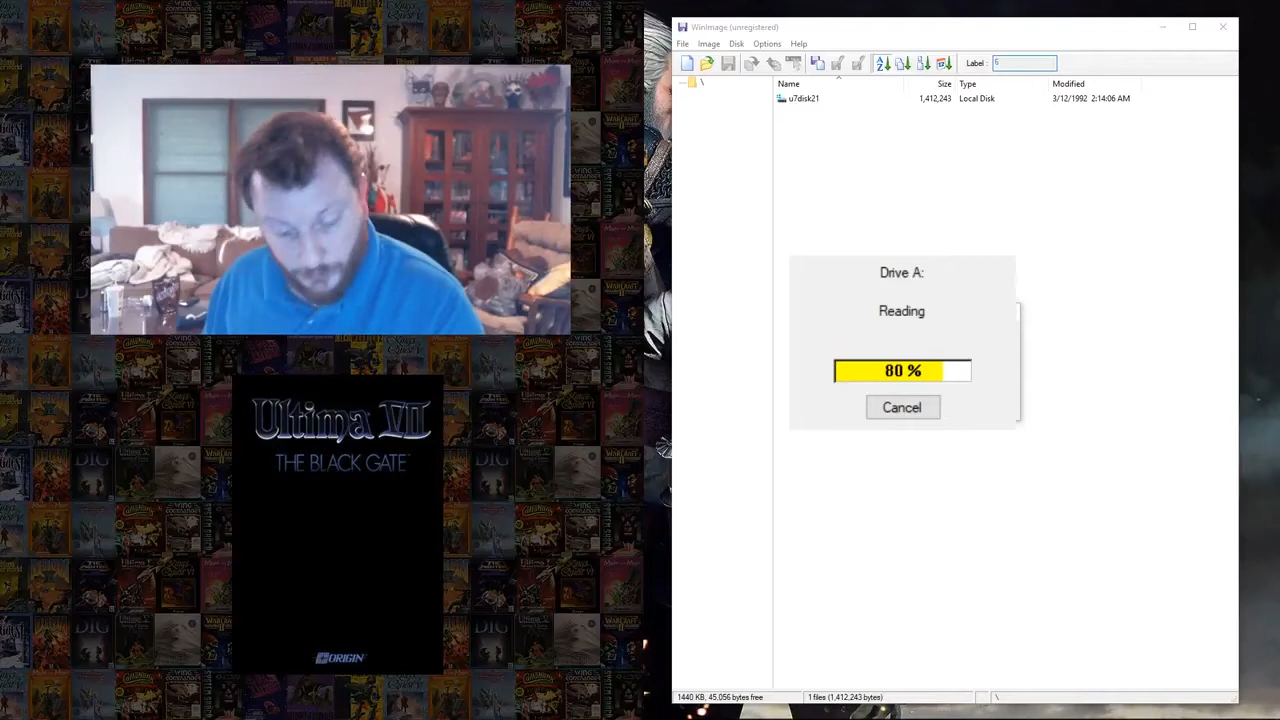 WinImage (unregistered)
File Image Disk Options Help
Label : 6
\
Name Size Type Modified
u7disk21 1,412,243 Local Disk 3/12/1992 2:14:06 AM
Drive A:
Reading
80 %
Cancel
Ultima VII
THE BLACK GATE
ORIGIN
1440 KB, 45,056 bytes free 1 files (1,412,243 bytes) \